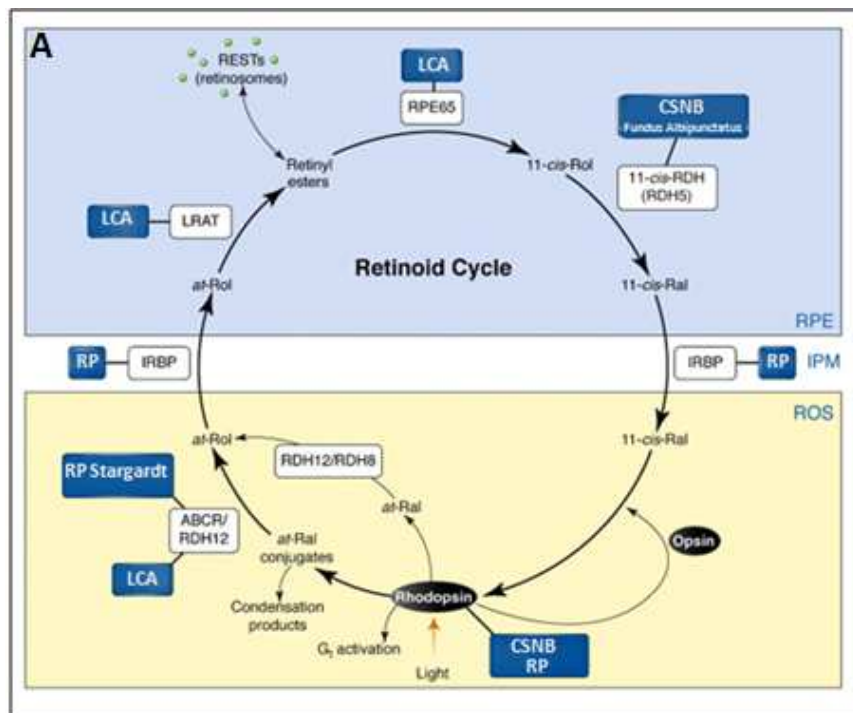 A
RESTs
(retinosomes)
LCA
RPE65
CSNB
Fundus Albipunctatus
Retinyl
esters
11-cis-Rol
11-cis-RDH
(RDH5)
LCA
LRAT
Retinoid Cycle
at-Rol
11-cis-Ral
RPE
RP
IRBP
IRBP
RP
IPM
ROS
at-Rol
11-cis-Ral
RDH12/RDH8
RP Stargardt
at-Ral
ABCR/
RDH12
at-Ral
conjugates
Opsin
LCA
Rhodopsin
Condensation
products
Gt activation
CSNB
RP
Light